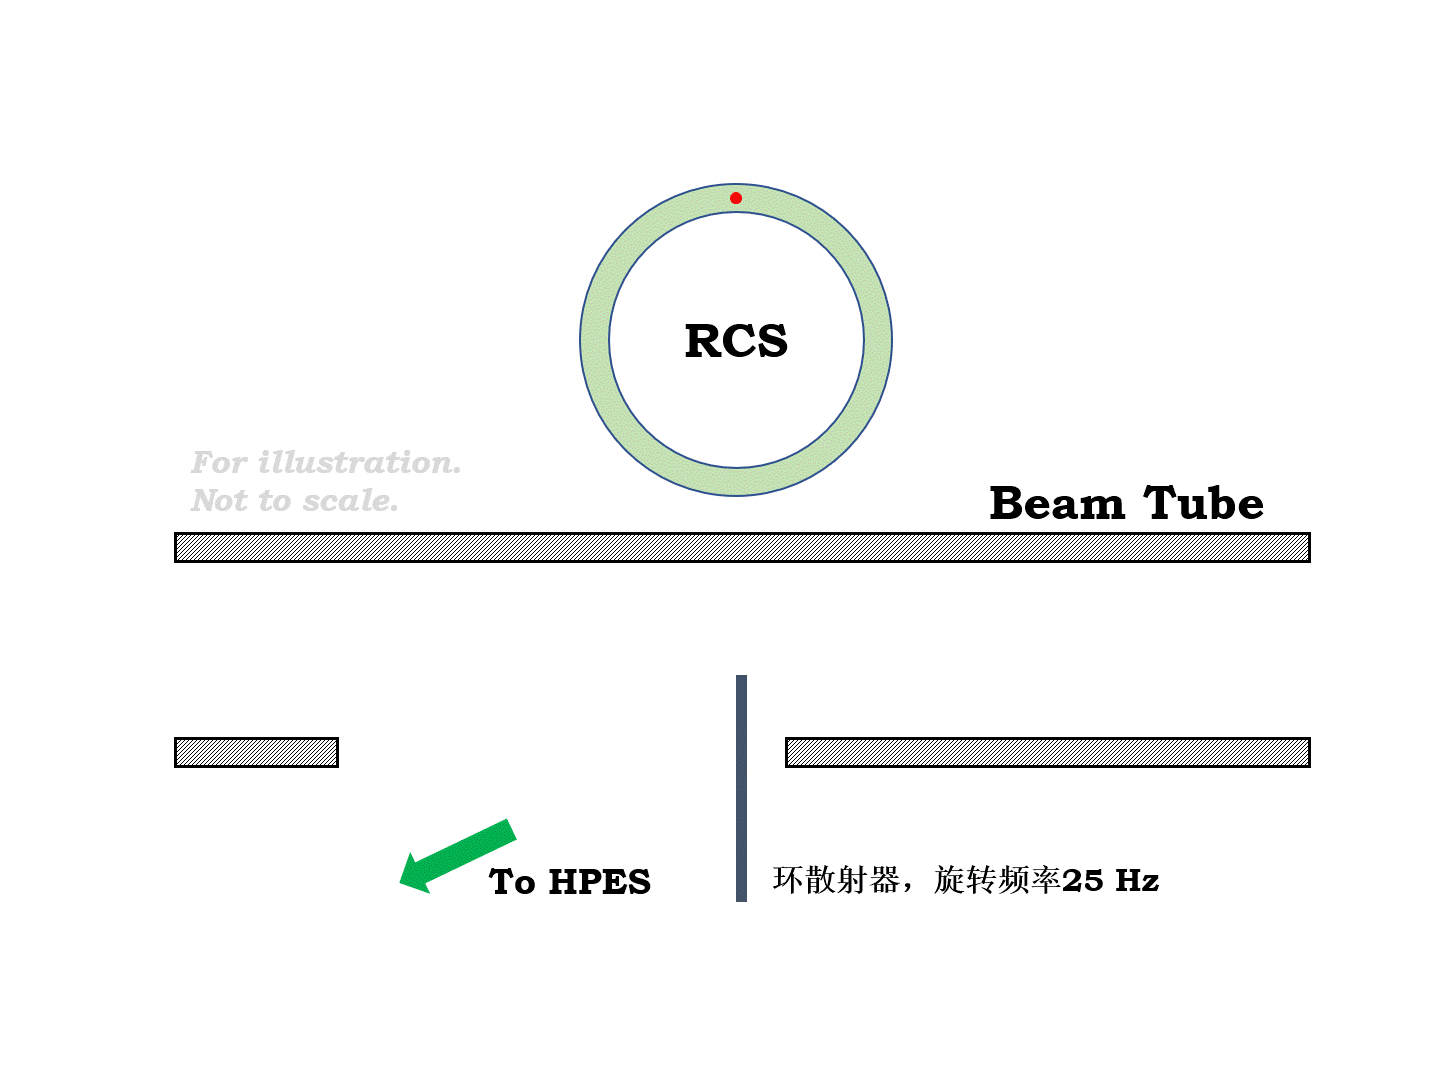 RCS
For illustration.
Not to scale.
Beam Tube
To HPES
环散射器，旋转频率25 Hz